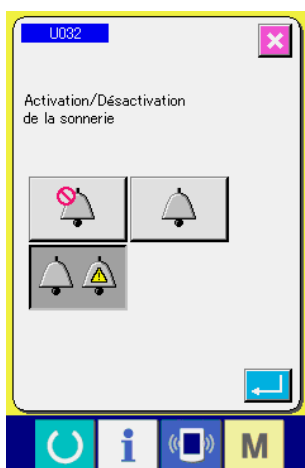 U032
Activation/Désactivation
de la sonnerie
i
M